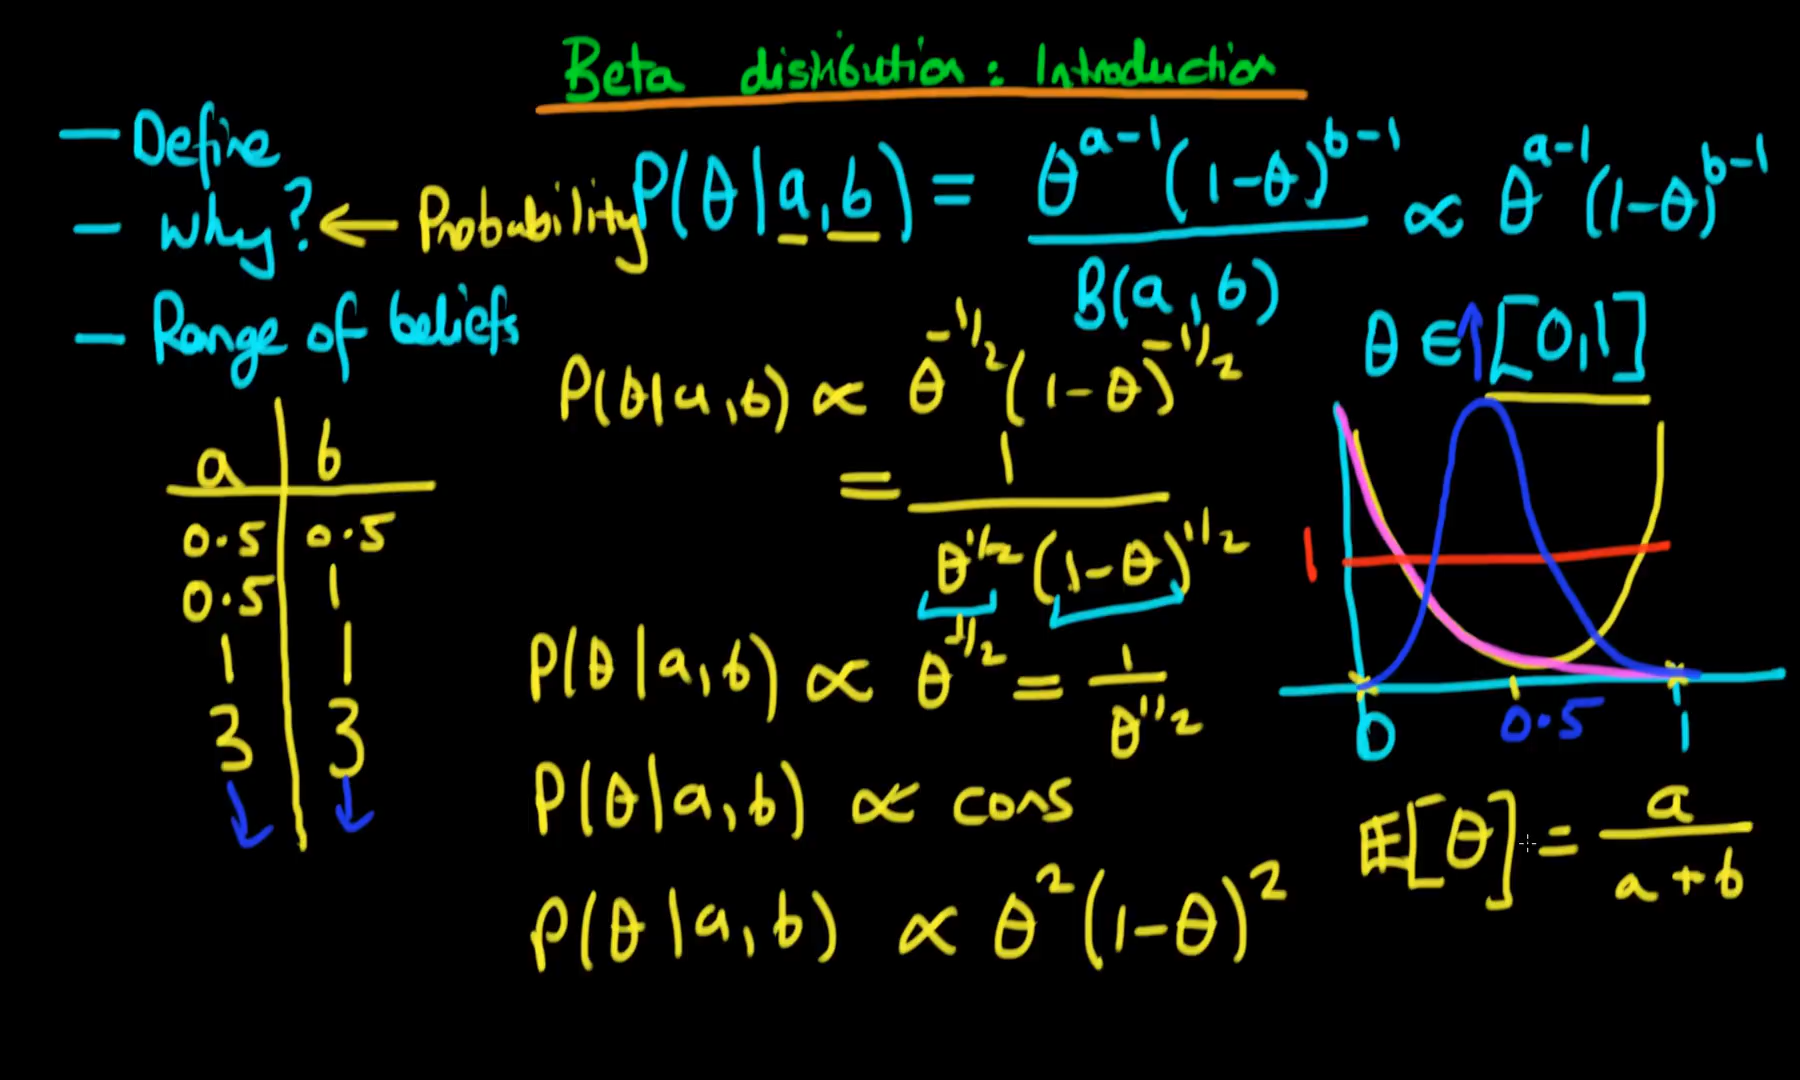 Beta distribution : Introduction
— Define
— Why? ← Probability
— Range of beliefs
P(θ|a,b) = θ^{a-1}(1-θ)^{b-1} / B(a,b) ∝ θ^{a-1}(1-θ)^{b-1}
θ ∈ [0,1]
a | b
0.5 | 0.5
0.5 | 1
1 | 1
3 | 3
↓ ↓
P(θ|a,b) ∝ θ^{-1/2}(1-θ)^{-1/2}
= 1 / θ^{1/2}(1-θ)^{1/2}
P(θ|a,b) ∝ θ^{-1/2} = 1 / θ^{1/2}
P(θ|a,b) ∝ cons
P(θ|a,b) ∝ θ^2(1-θ)^2
1
0 0.5 1
E[θ] = a / a+b